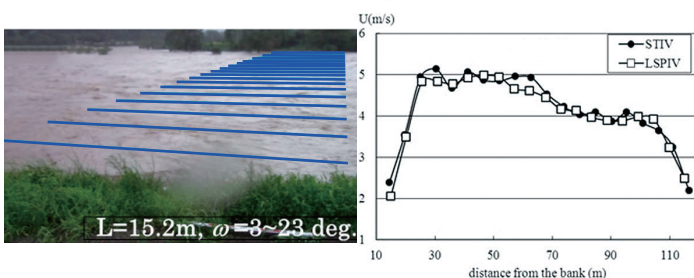 L=15.2m, ω=3~23 deg.
U(m/s)
6
5
4
3
2
1
STIV
LSPIV
10 30 50 70 90 110
distance from the bank (m)